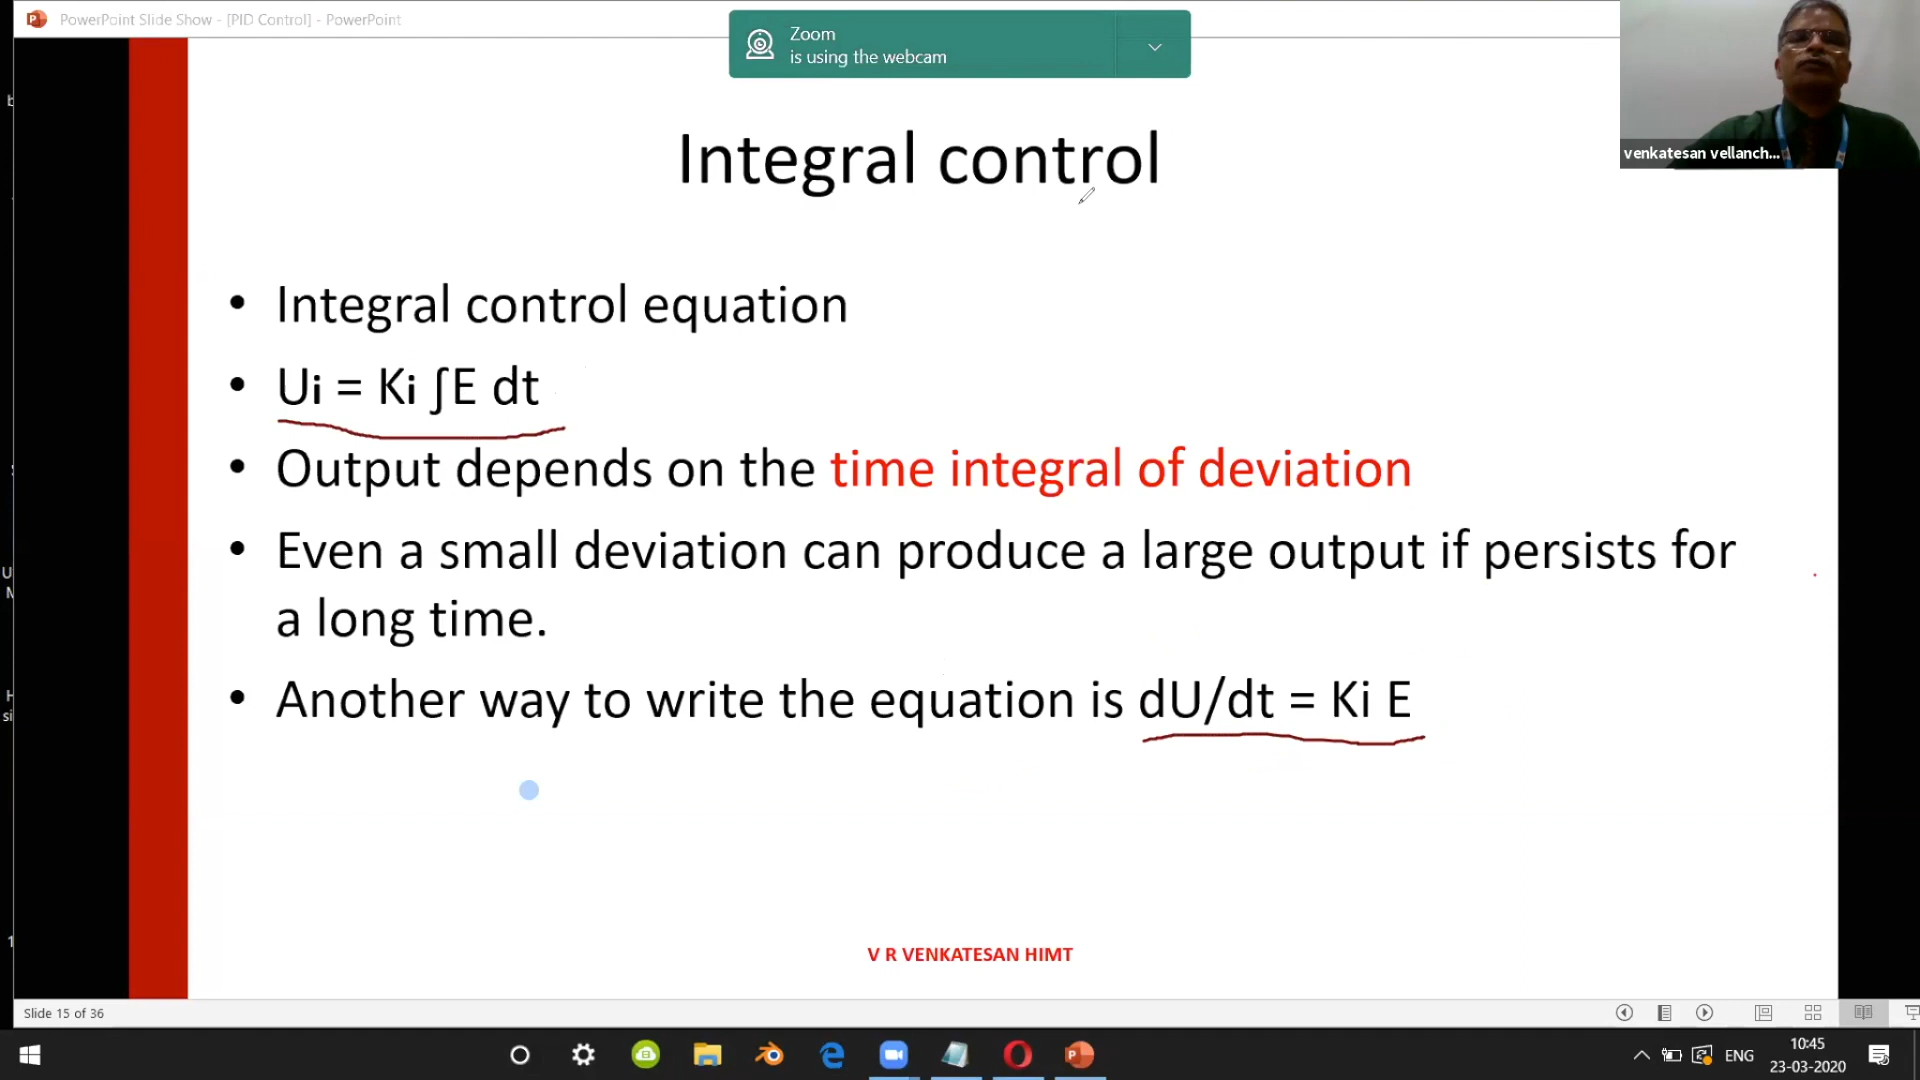 PowerPoint Slide Show - [PID Control] - PowerPoint
Zoom
is using the webcam
venkatesan vellanch...
Integral control
• Integral control equation
• Ui = Ki ∫E dt
• Output depends on the time integral of deviation
• Even a small deviation can produce a large output if persists for
a long time.
• Another way to write the equation is dU/dt = Ki E
V R VENKATESAN HIMT
Slide 15 of 36
ENG
10:45
23-03-2020